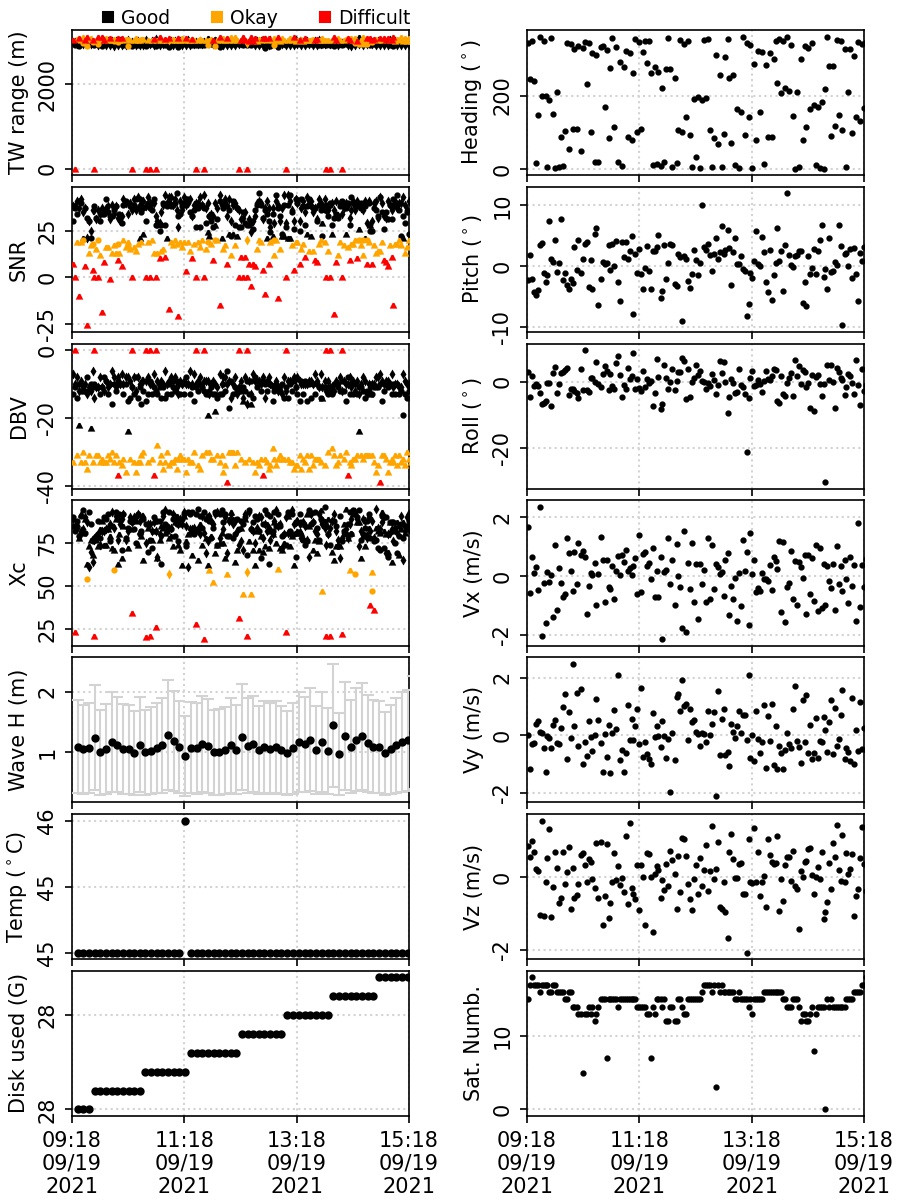 Good Okay Difficult
TW range (m)
2000
0
Heading (°)
200
0
SNR
25
0
-25
Pitch (°)
10
0
-10
DBV
0
-20
-40
Roll (°)
0
-20
Xc
75
50
25
Vx (m/s)
2
0
-2
Wave H (m)
2
1
Vy (m/s)
2
0
-2
Temp (°C)
46
45
45
Vz (m/s)
0
-2
Disk used (G)
28
28
Sat. Numb.
10
0
09:18 11:18 13:18 15:18
09/19 09/19 09/19 09/19
2021 2021 2021 2021
09:18 11:18 13:18 15:18
09/19 09/19 09/19 09/19
2021 2021 2021 2021